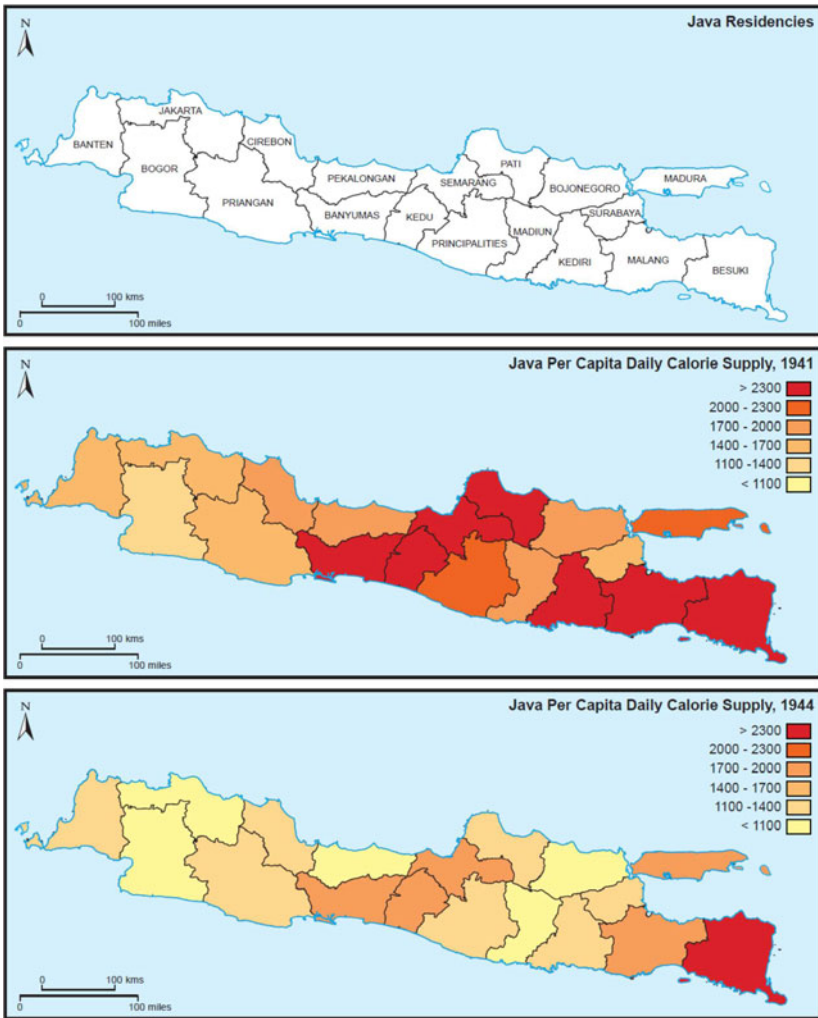 Java Residencies
N
JAKARTA
BANTEN
CIREBON
BOGOR
PATI
PEKALONGAN
SEMARANG
MADURA
BOJONEGORO
PRIANGAN
BANYUMAS
KEDU
SURABAYA
PRINCIPALITIES
MADIUN
KEDIRI
MALANG
BESUKI
0 100 kms
0 100 miles
Java Per Capita Daily Calorie Supply, 1941
N
> 2300
2000 - 2300
1700 - 2000
1400 - 1700
1100 -1400
< 1100
0 100 kms
0 100 miles
Java Per Capita Daily Calorie Supply, 1944
N
> 2300
2000 - 2300
1700 - 2000
1400 - 1700
1100 -1400
< 1100
0 100 kms
0 100 miles